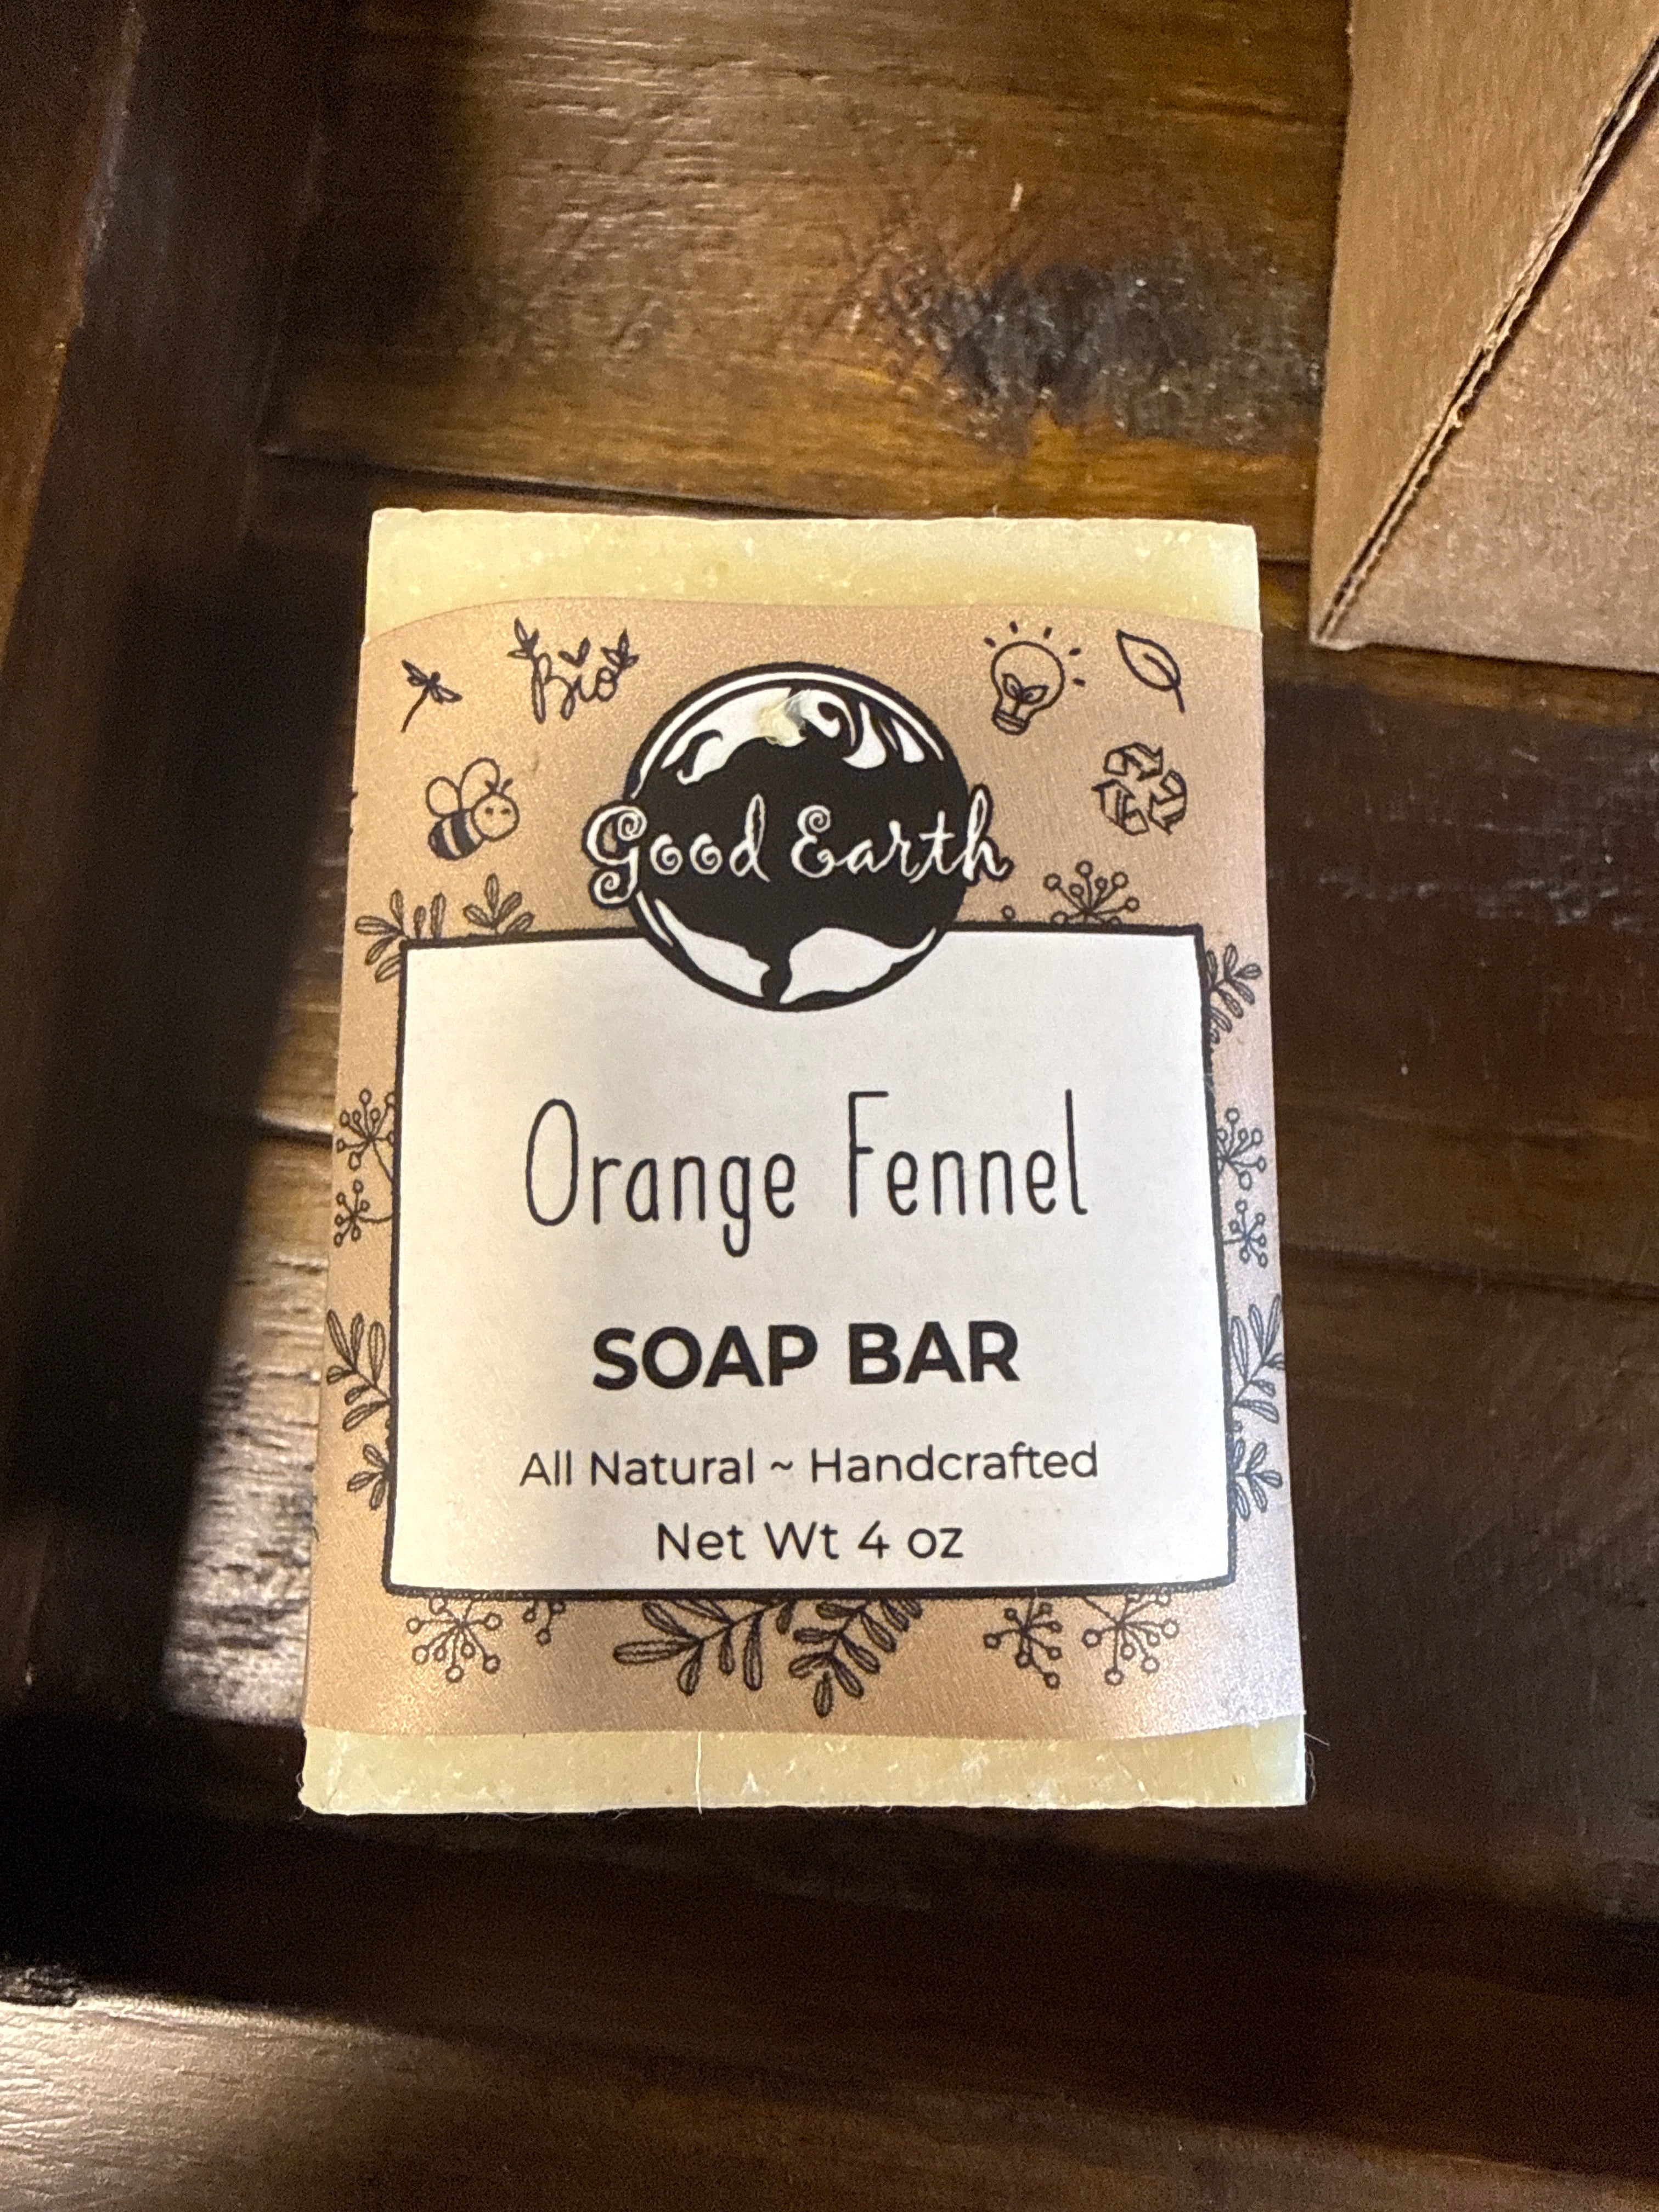 Bio
Good Earth
Orange Fennel
SOAP BAR
All Natural ~ Handcrafted
Net Wt 4 oz